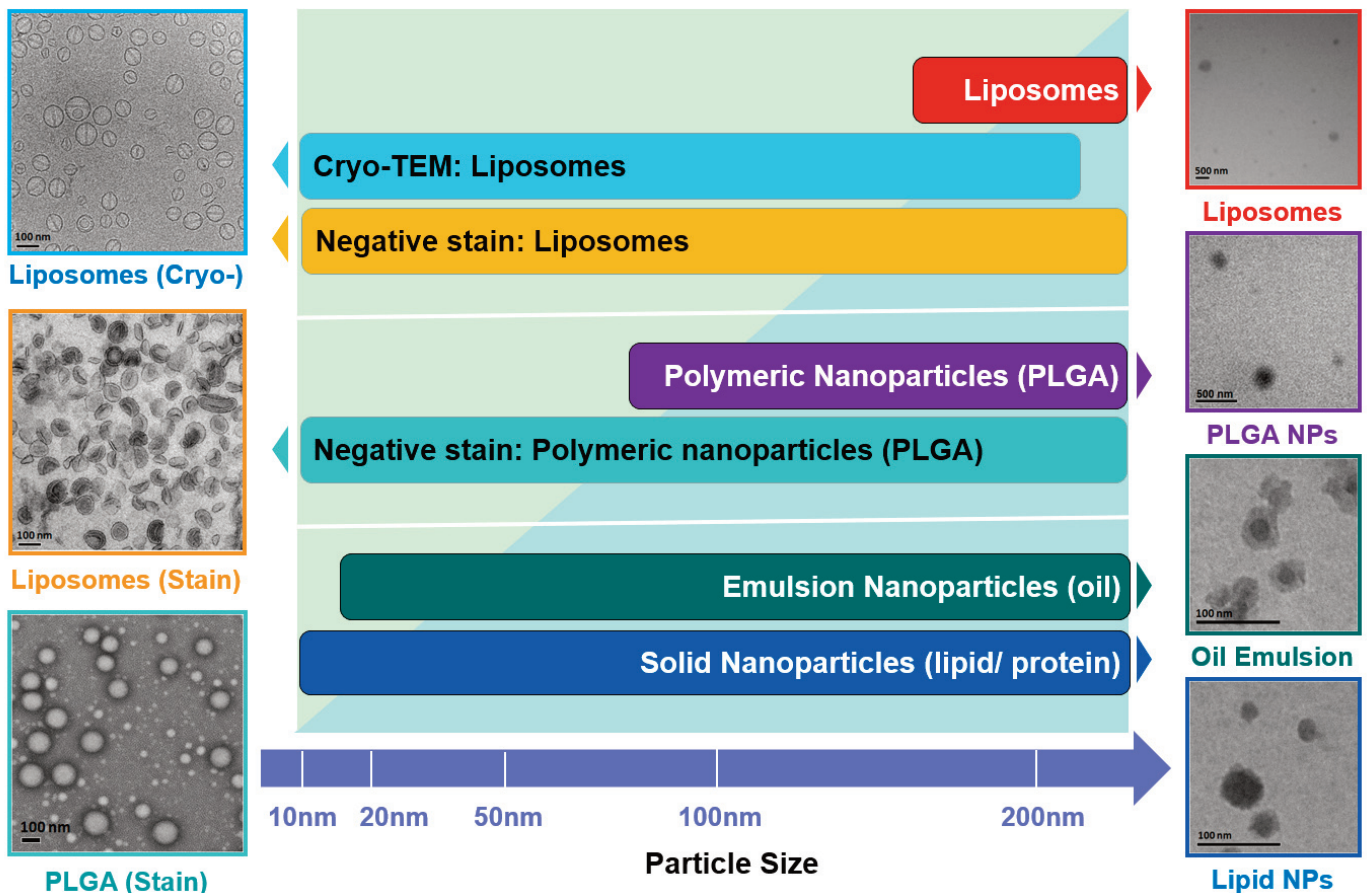 100 nm
Liposomes (Cryo-)
100 nm
Liposomes (Stain)
100 nm
PLGA (Stain)
Liposomes
Cryo-TEM: Liposomes
Negative stain: Liposomes
Polymeric Nanoparticles (PLGA)
Negative stain: Polymeric nanoparticles (PLGA)
Emulsion Nanoparticles (oil)
Solid Nanoparticles (lipid/ protein)
10nm 20nm 50nm 100nm 200nm
Particle Size
500 nm
Liposomes
500 nm
PLGA NPs
100 nm
Oil Emulsion
100 nm
Lipid NPs